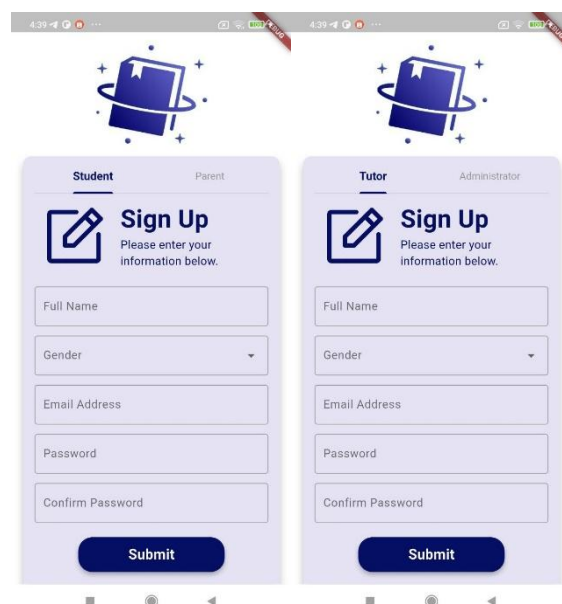 4:39
Student Parent
Sign Up
Please enter your
information below.
Full Name
Gender
Email Address
Password
Confirm Password
Submit
4:39
Tutor Administrator
Sign Up
Please enter your
information below.
Full Name
Gender
Email Address
Password
Confirm Password
Submit